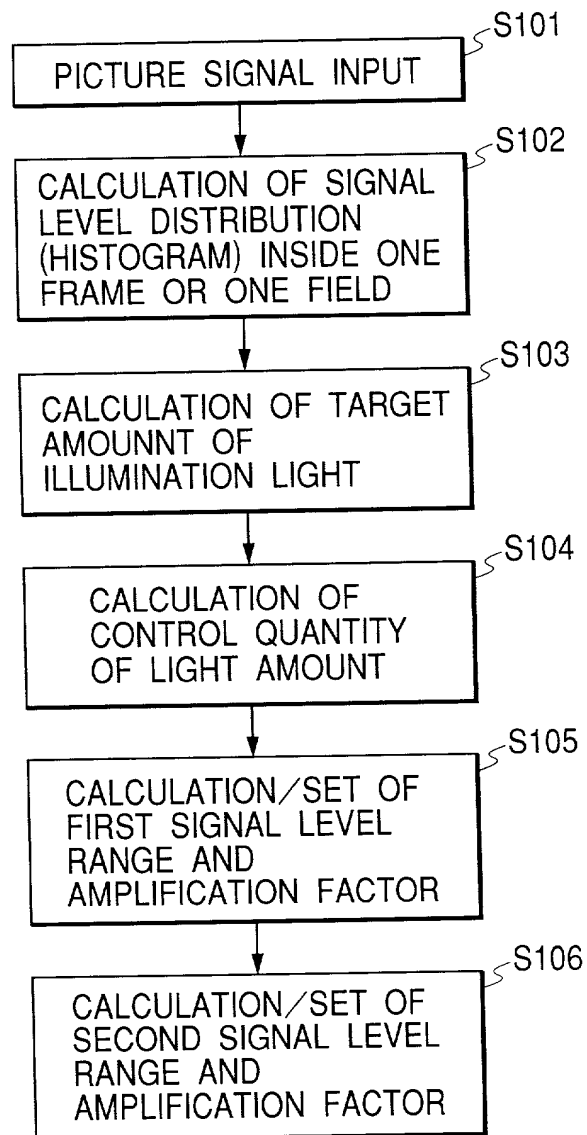 S101
PICTURE SIGNAL INPUT
S102
CALCULATION OF SIGNAL
LEVEL DISTRIBUTION
(HISTOGRAM) INSIDE ONE
FRAME OR ONE FIELD
S103
CALCULATION OF TARGET
AMOUNNT OF
ILLUMINATION LIGHT
S104
CALCULATION OF
CONTROL QUANTITY
OF LIGHT AMOUNT
S105
CALCULATION/SET OF
FIRST SIGNAL LEVEL
RANGE AND
AMPLIFICATION FACTOR
S106
CALCULATION/SET OF
SECOND SIGNAL LEVEL
RANGE AND
AMPLIFICATION FACTOR